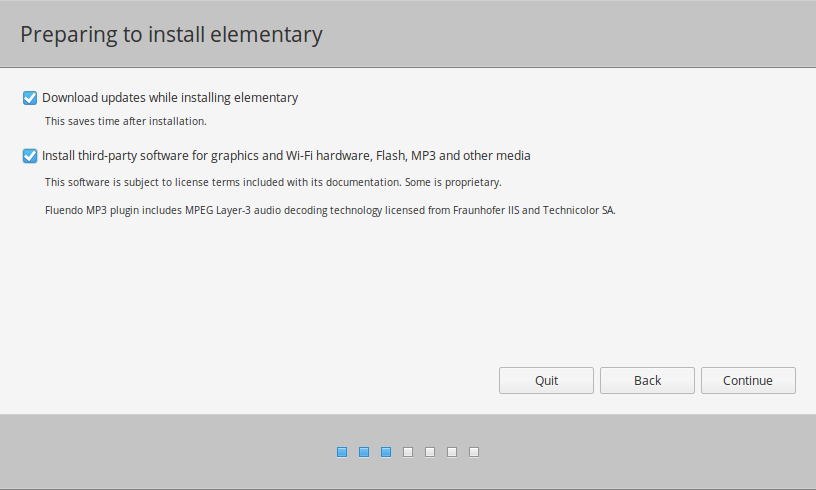 Preparing to install elementary
Download updates while installing elementary
This saves time after installation.
Install third-party software for graphics and Wi-Fi hardware, Flash, MP3 and other media
This software is subject to license terms included with its documentation. Some is proprietary.
Fluendo MP3 plugin includes MPEG Layer-3 audio decoding technology licensed from Fraunhofer IIS and Technicolor SA.
Quit
Back
Continue